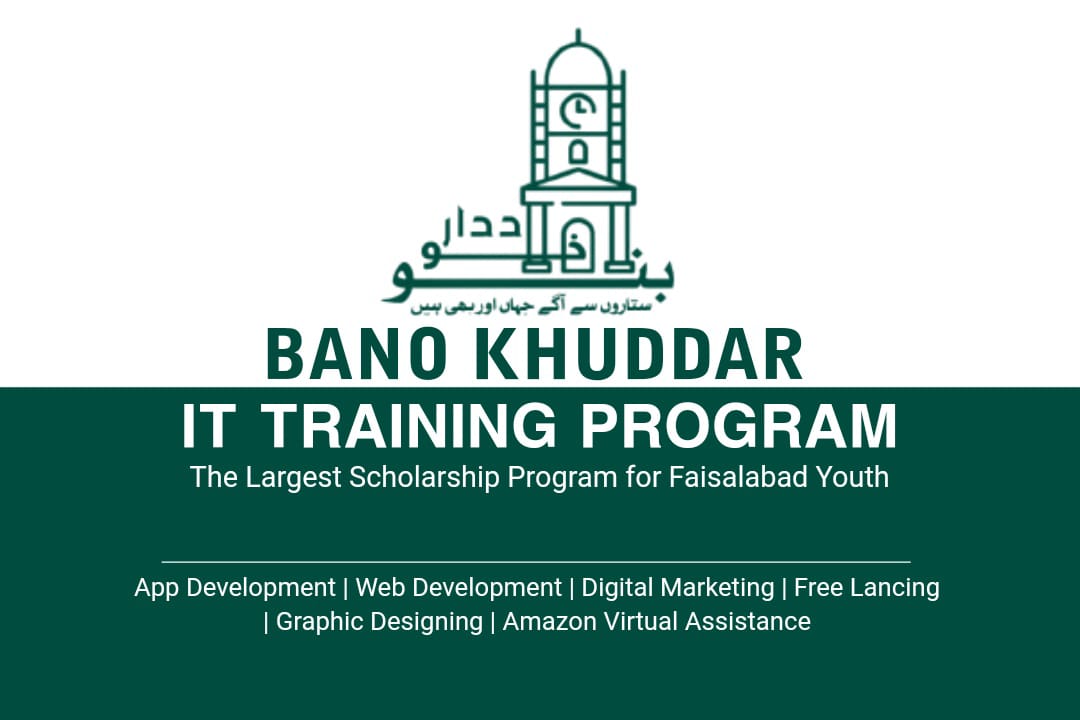 بنو خوددار
ستاروں سے آگے جہاں اور بھی ہیں
BANO KHUDDAR
IT TRAINING PROGRAM
The Largest Scholarship Program for Faisalabad Youth
App Development | Web Development | Digital Marketing | Free Lancing
| Graphic Designing | Amazon Virtual Assistance